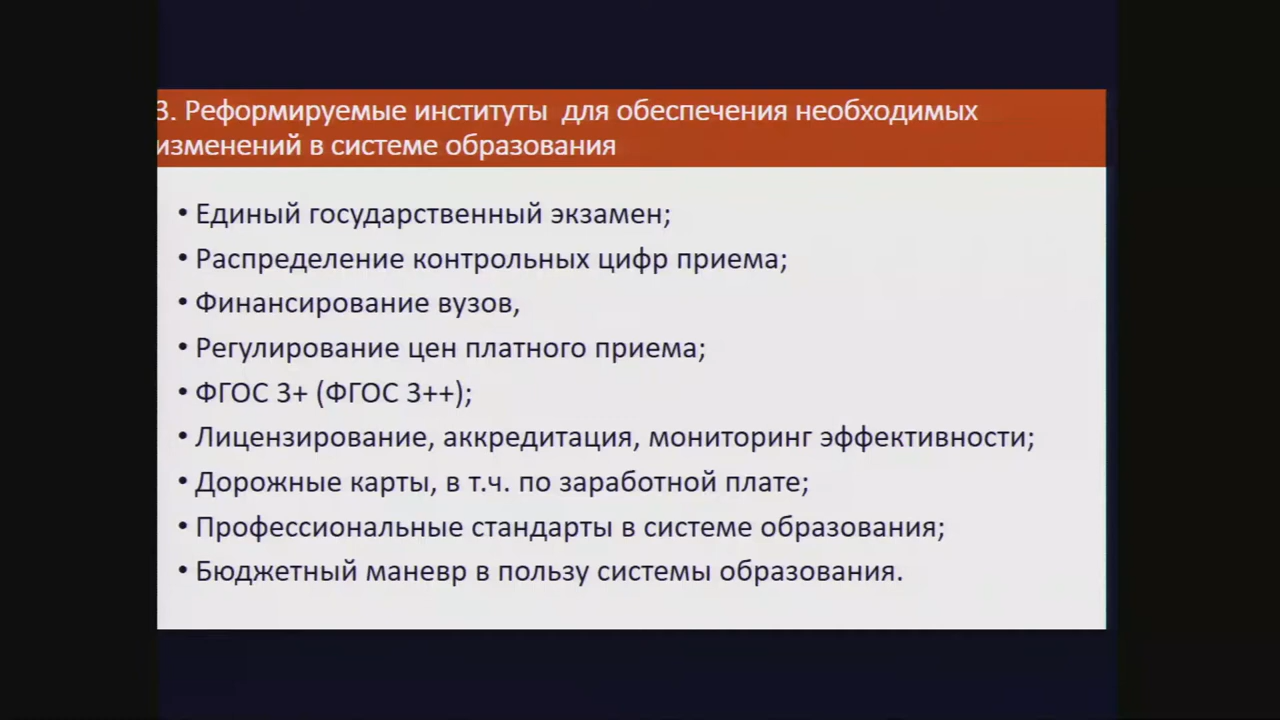 3. Реформируемые институты для обеспечения необходимых
изменений в системе образования
• Единый государственный экзамен;
• Распределение контрольных цифр приема;
• Финансирование вузов,
• Регулирование цен платного приема;
• ФГОС 3+ (ФГОС 3++);
• Лицензирование, аккредитация, мониторинг эффективности;
• Дорожные карты, в т.ч. по заработной плате;
• Профессиональные стандарты в системе образования;
• Бюджетный маневр в пользу системы образования.